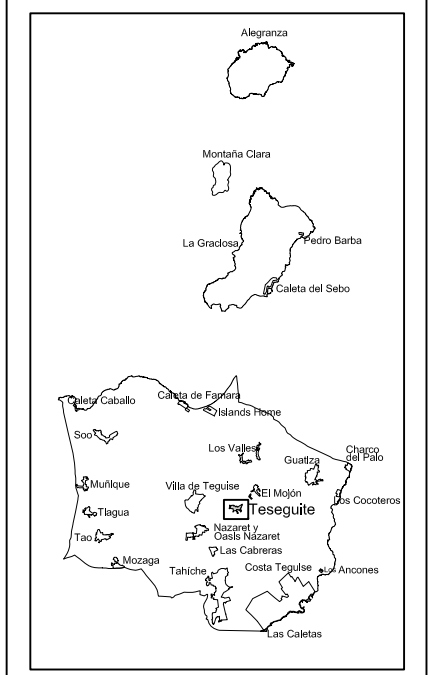 Alegranza
Montaña Clara
La Graciosa
Pedro Barba
Caleta del Sebo
Caleta Caballo
Caleta de Famara
Islands Home
Soo
Los Valles
Guatiza
Charco
del Palo
Muñique
Villa de Teguise
El Mojón
Los Cocoteros
Tiagua
Teseguite
Tao
Nazaret y
Oasis Nazaret
Las Cabreras
Mozaga
Tahíche
Costa Teguise
Los Ancones
Las Caletas